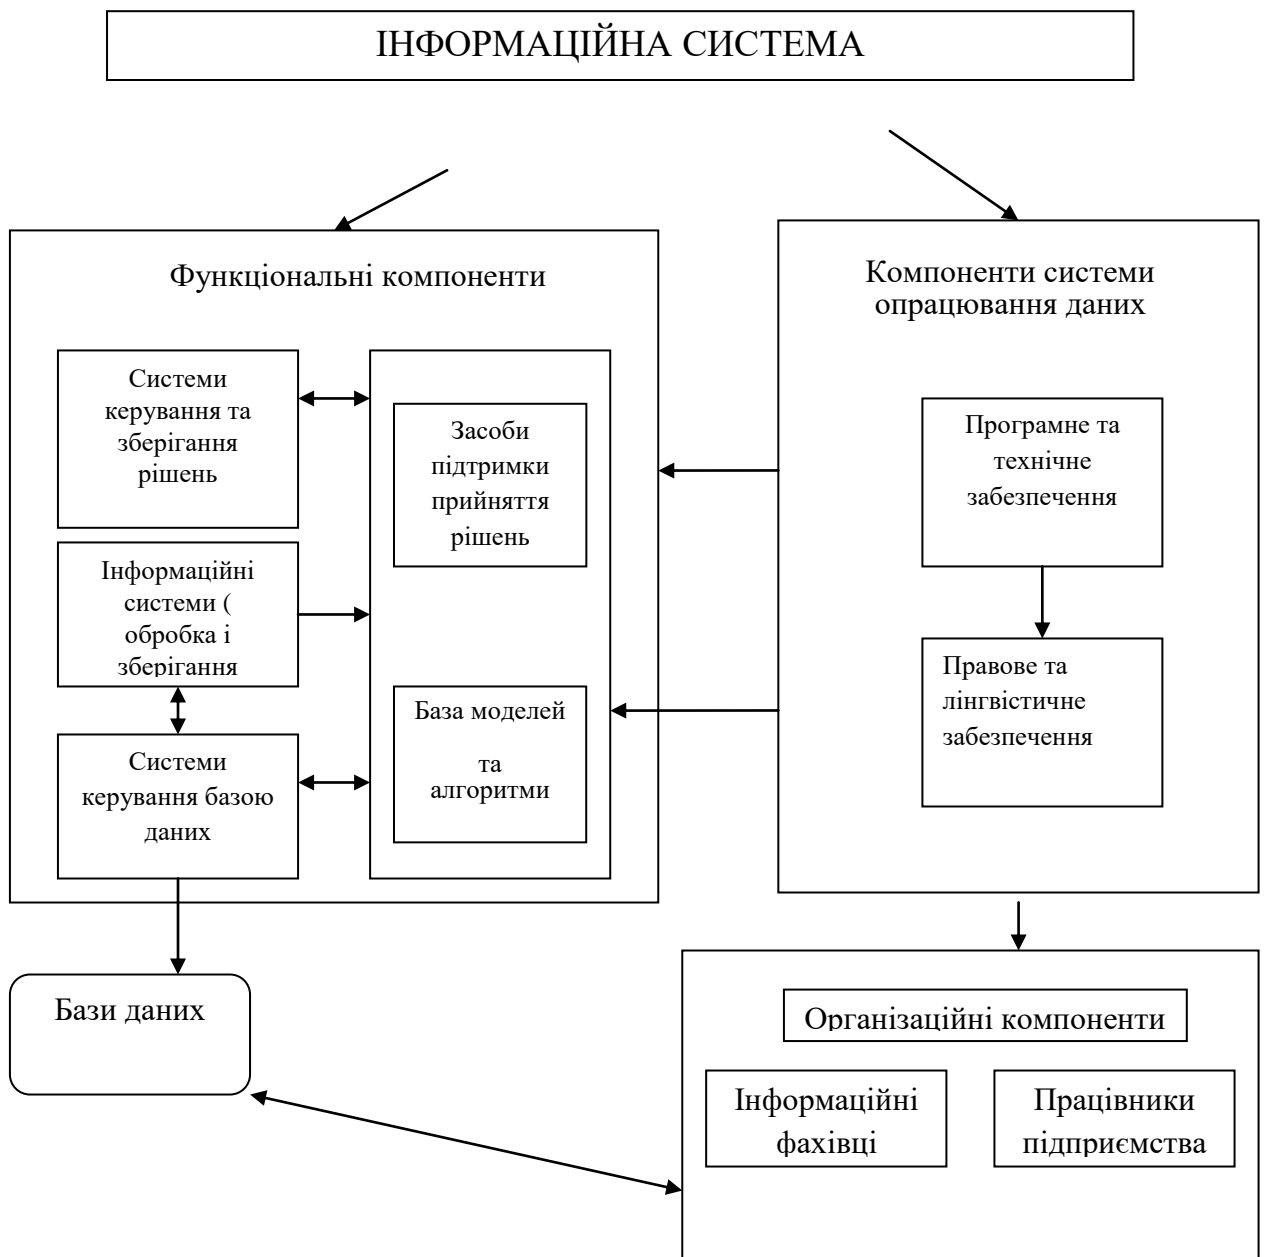 ІНФОРМАЦІЙНА СИСТЕМА
Функціональні компоненти
Системи
керування та
зберігання
рішень
Інформаційні
системи (
обробка і
зберігання
Системи
керування базою
даних
Засоби
підтримки
прийняття
рішень
База моделей
та
алгоритми
Компоненти системи
опрацювання даних
Програмне та
технічне
забезпечення
Правове та
лінгвістичне
забезпечення
Бази даних
Організаційні компоненти
Інформаційні
фахівці
Працівники
підприємства